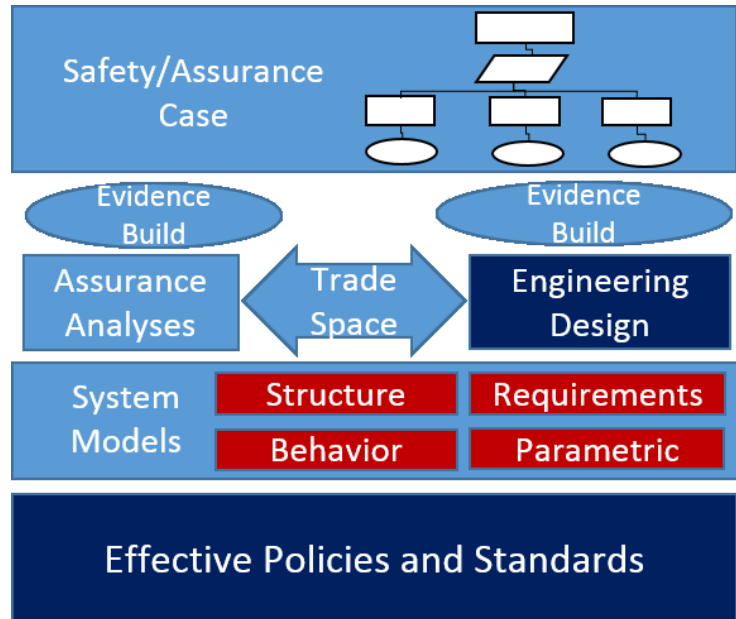 Safety/Assurance
Case
Evidence
Build
Evidence
Build
Assurance
Analyses
Trade
Space
Engineering
Design
System
Models
Structure
Requirements
Behavior
Parametric
Effective Policies and Standards